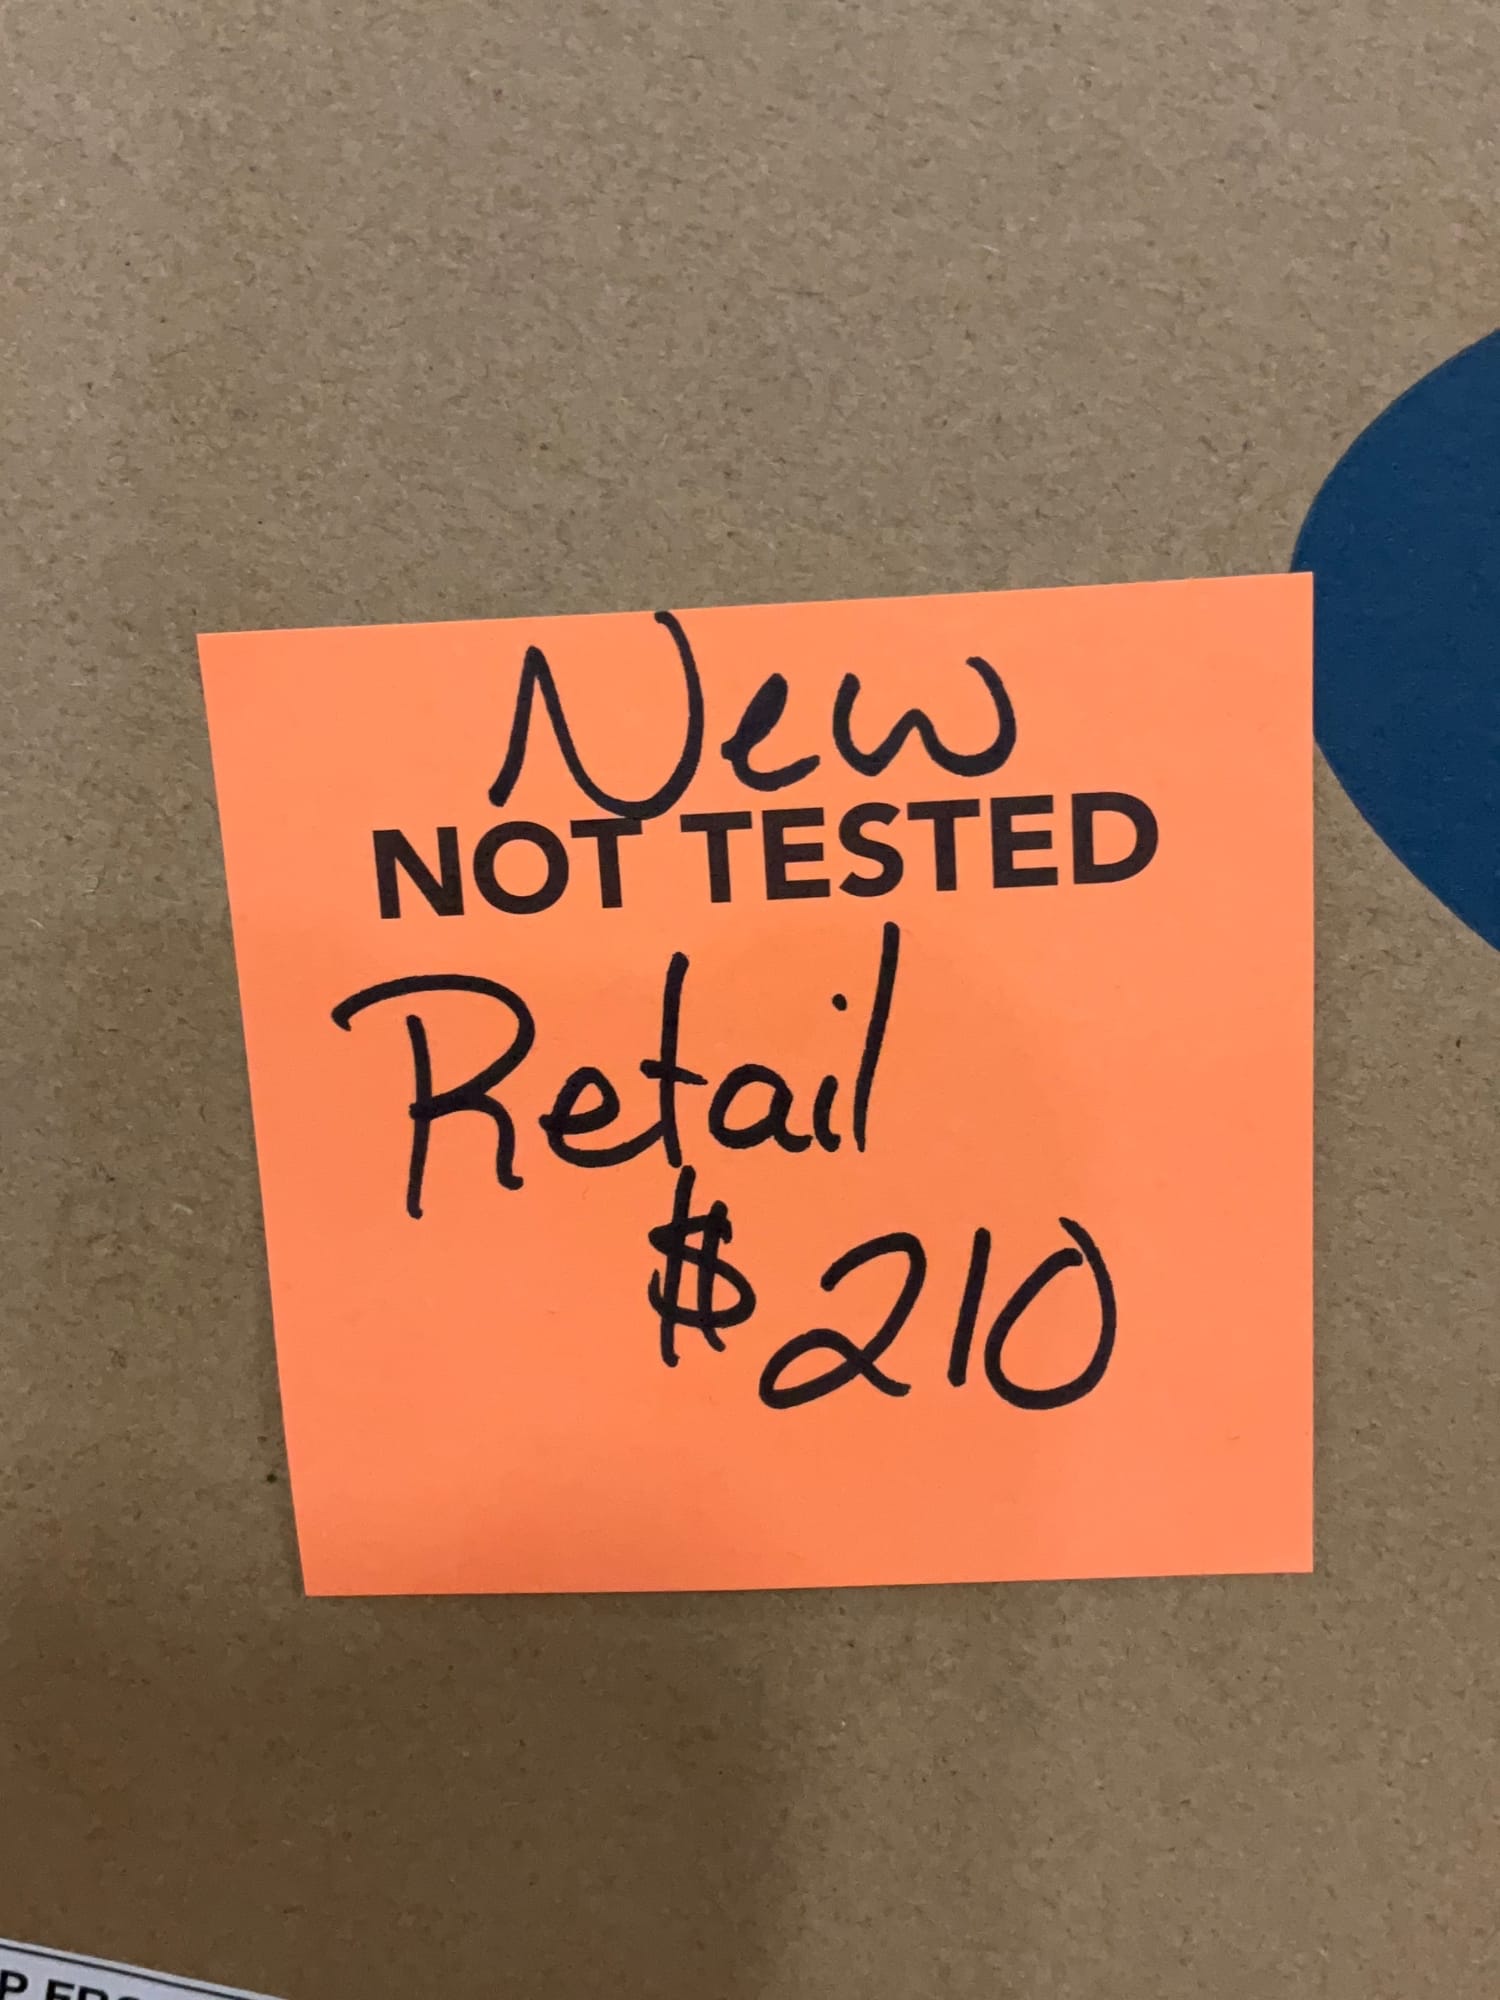 New
NOT TESTED
Retail
$210